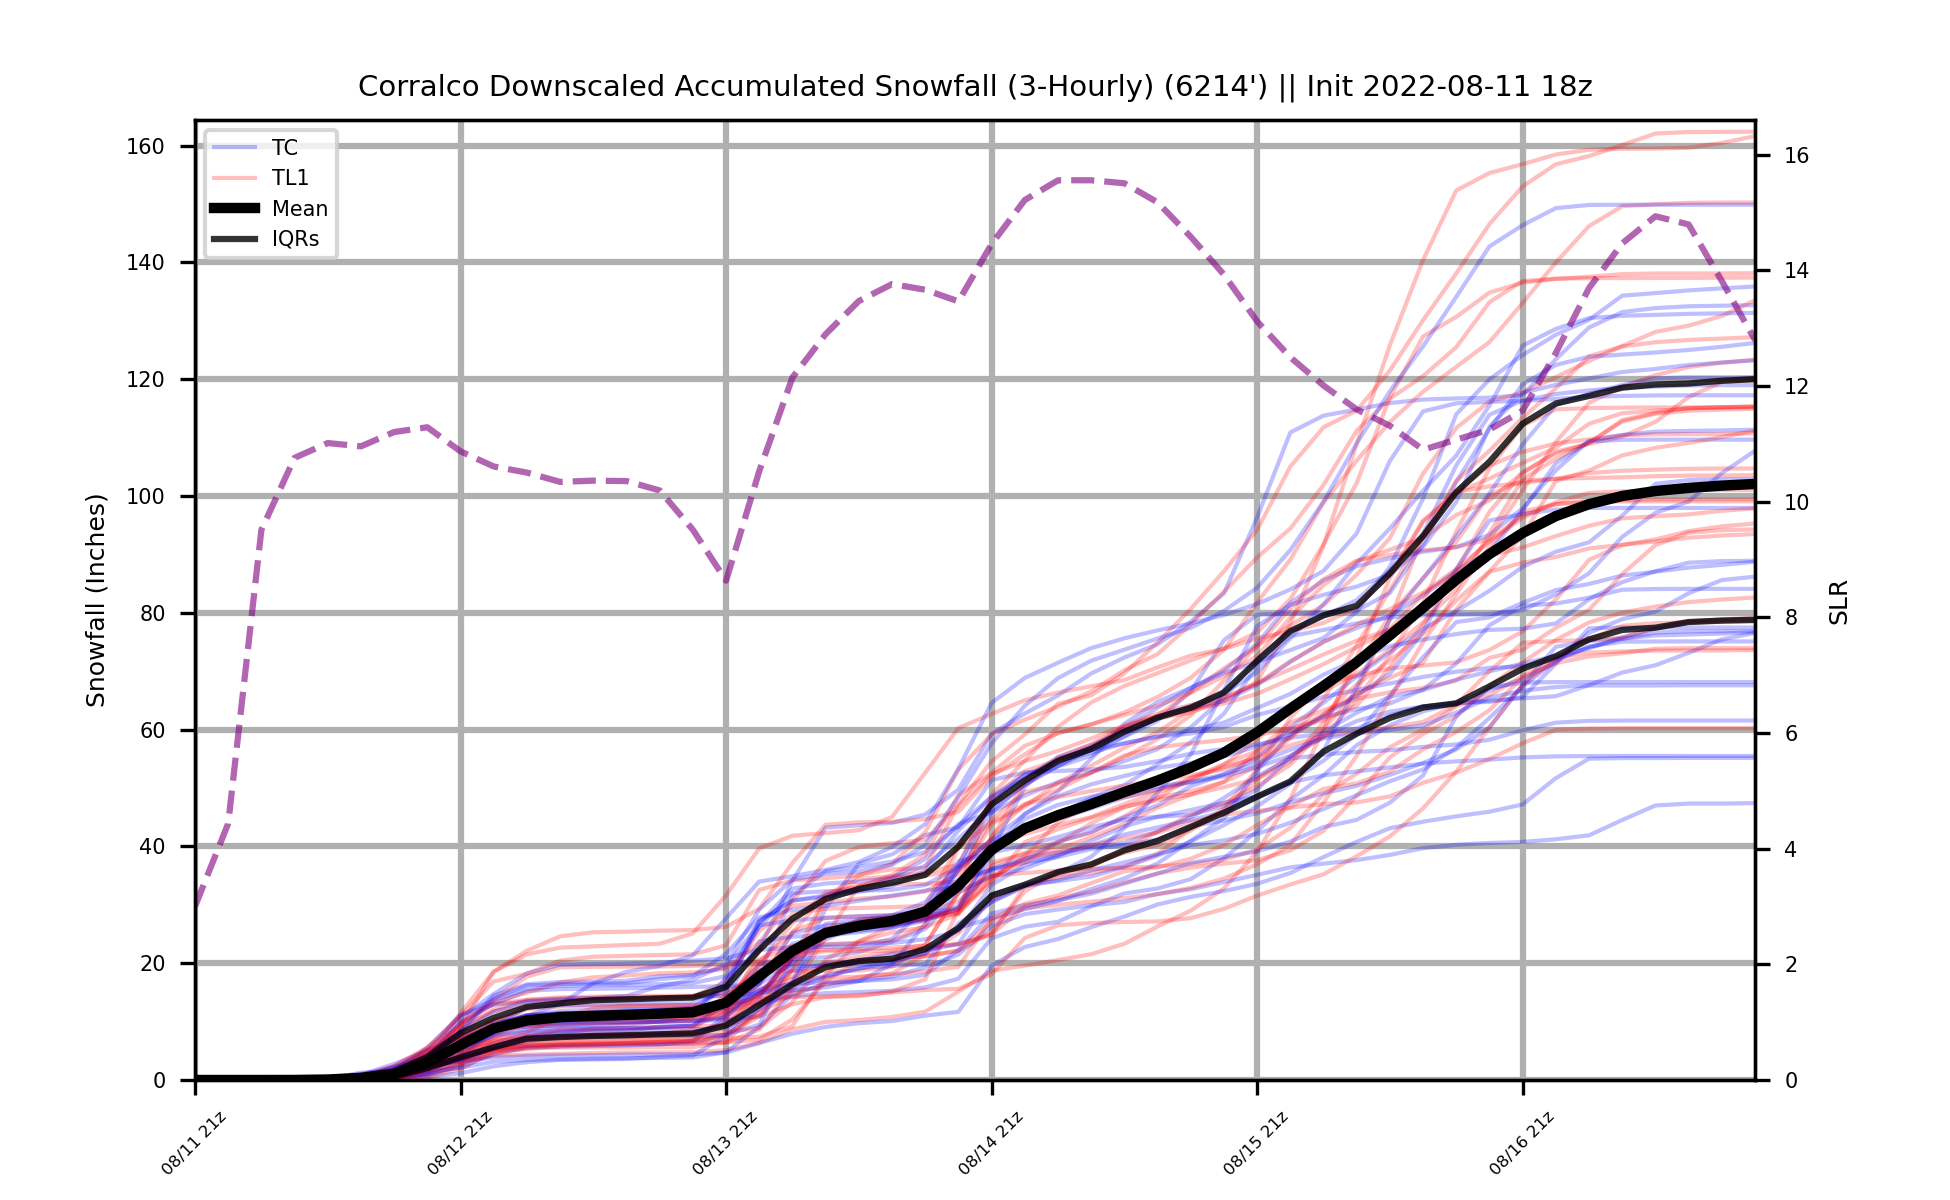 Corralco Downscaled Accumulated Snowfall (3-Hourly) (6214') || Init 2022-08-11 18z
TC
TL1
Mean
IQRs
Snowfall (Inches)
160
140
120
100
80
60
40
20
0
16
14
12
10
8
6
4
2
0
SLR
08/11 21z
08/12 21z
08/13 21z
08/14 21z
08/15 21z
08/16 21z